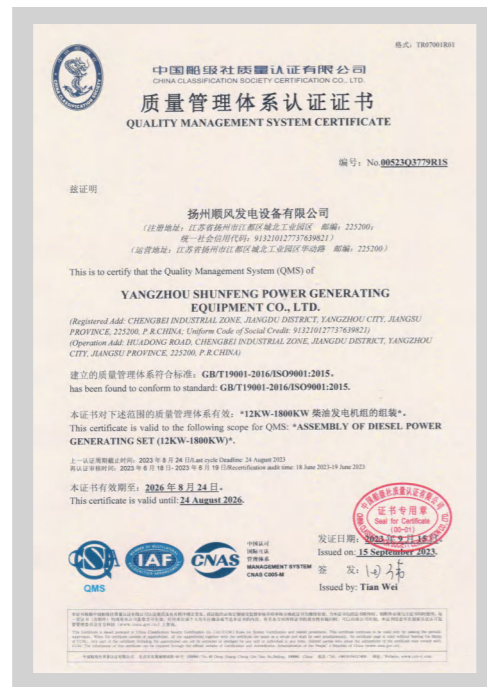 格式: TR07001R01
中国船级社质量认证有限公司
CHINA CLASSIFICATION SOCIETY CERTIFICATION CO., LTD.
质量管理体系认证证书
QUALITY MANAGEMENT SYSTEM CERTIFICATE
编号: No.00523Q3779R1S
兹证明
扬州顺风发电设备有限公司
(注册地址: 江苏省扬州市江都区城北工业园区 邮编: 225200;
统一社会信用代码: 913210127737639821)
(运营地址: 江苏省扬州市江都区城北工业园区华动路 邮编: 225200)
This is to certify that the Quality Management System (QMS) of
YANGZHOU SHUNFENG POWER GENERATING
EQUIPMENT CO., LTD.
(Registered Add: CHENGBEI INDUSTRIAL ZONE, JIANGDU DISTRICT, YANGZHOU CITY, JIANGSU
PROVINCE, 225200, P.R.CHINA; Uniform Code of Social Credit: 913210127737639821)
(Operation Add: HUADONG ROAD, CHENGBEI INDUSTRIAL ZONE, JIANGDU DISTRICT, YANGZHOU
CITY, JIANGSU PROVINCE, 225200, P.R.CHINA)
建立的质量管理体系符合标准: GB/T19001-2016/ISO9001:2015。
has been found to conform to standard: GB/T19001-2016/ISO9001:2015.
本证书对下述范围的质量管理体系有效: *12KW-1800KW 柴油发电机组的组装*。
This certificate is valid to the following scope for QMS: *ASSEMBLY OF DIESEL POWER
GENERATING SET (12KW-1800KW)*.
上一认证周期截止时间: 2023 年 8 月 24 日/Last cycle Deadline: 24 August 2023
再认证审核时间: 2023 年 6 月 18 日- 2023 年 6 月 19 日/Recertification audit time: 18 June 2023-19 June 2023
本证书有效期至: 2026 年 8 月 24 日。
This certificate is valid until: 24 August 2026.
证书专用章
Seal for Certificate
(00-01)
发证日期: 2023 年 9 月 15 日
Issued on: 15 September 2023.
签 发:
Issued by: Tian Wei
CQSA
QMS
IAF
CNAS
中国认可
国际互认
管理体系
MANAGEMENT SYSTEM
CNAS C005-M